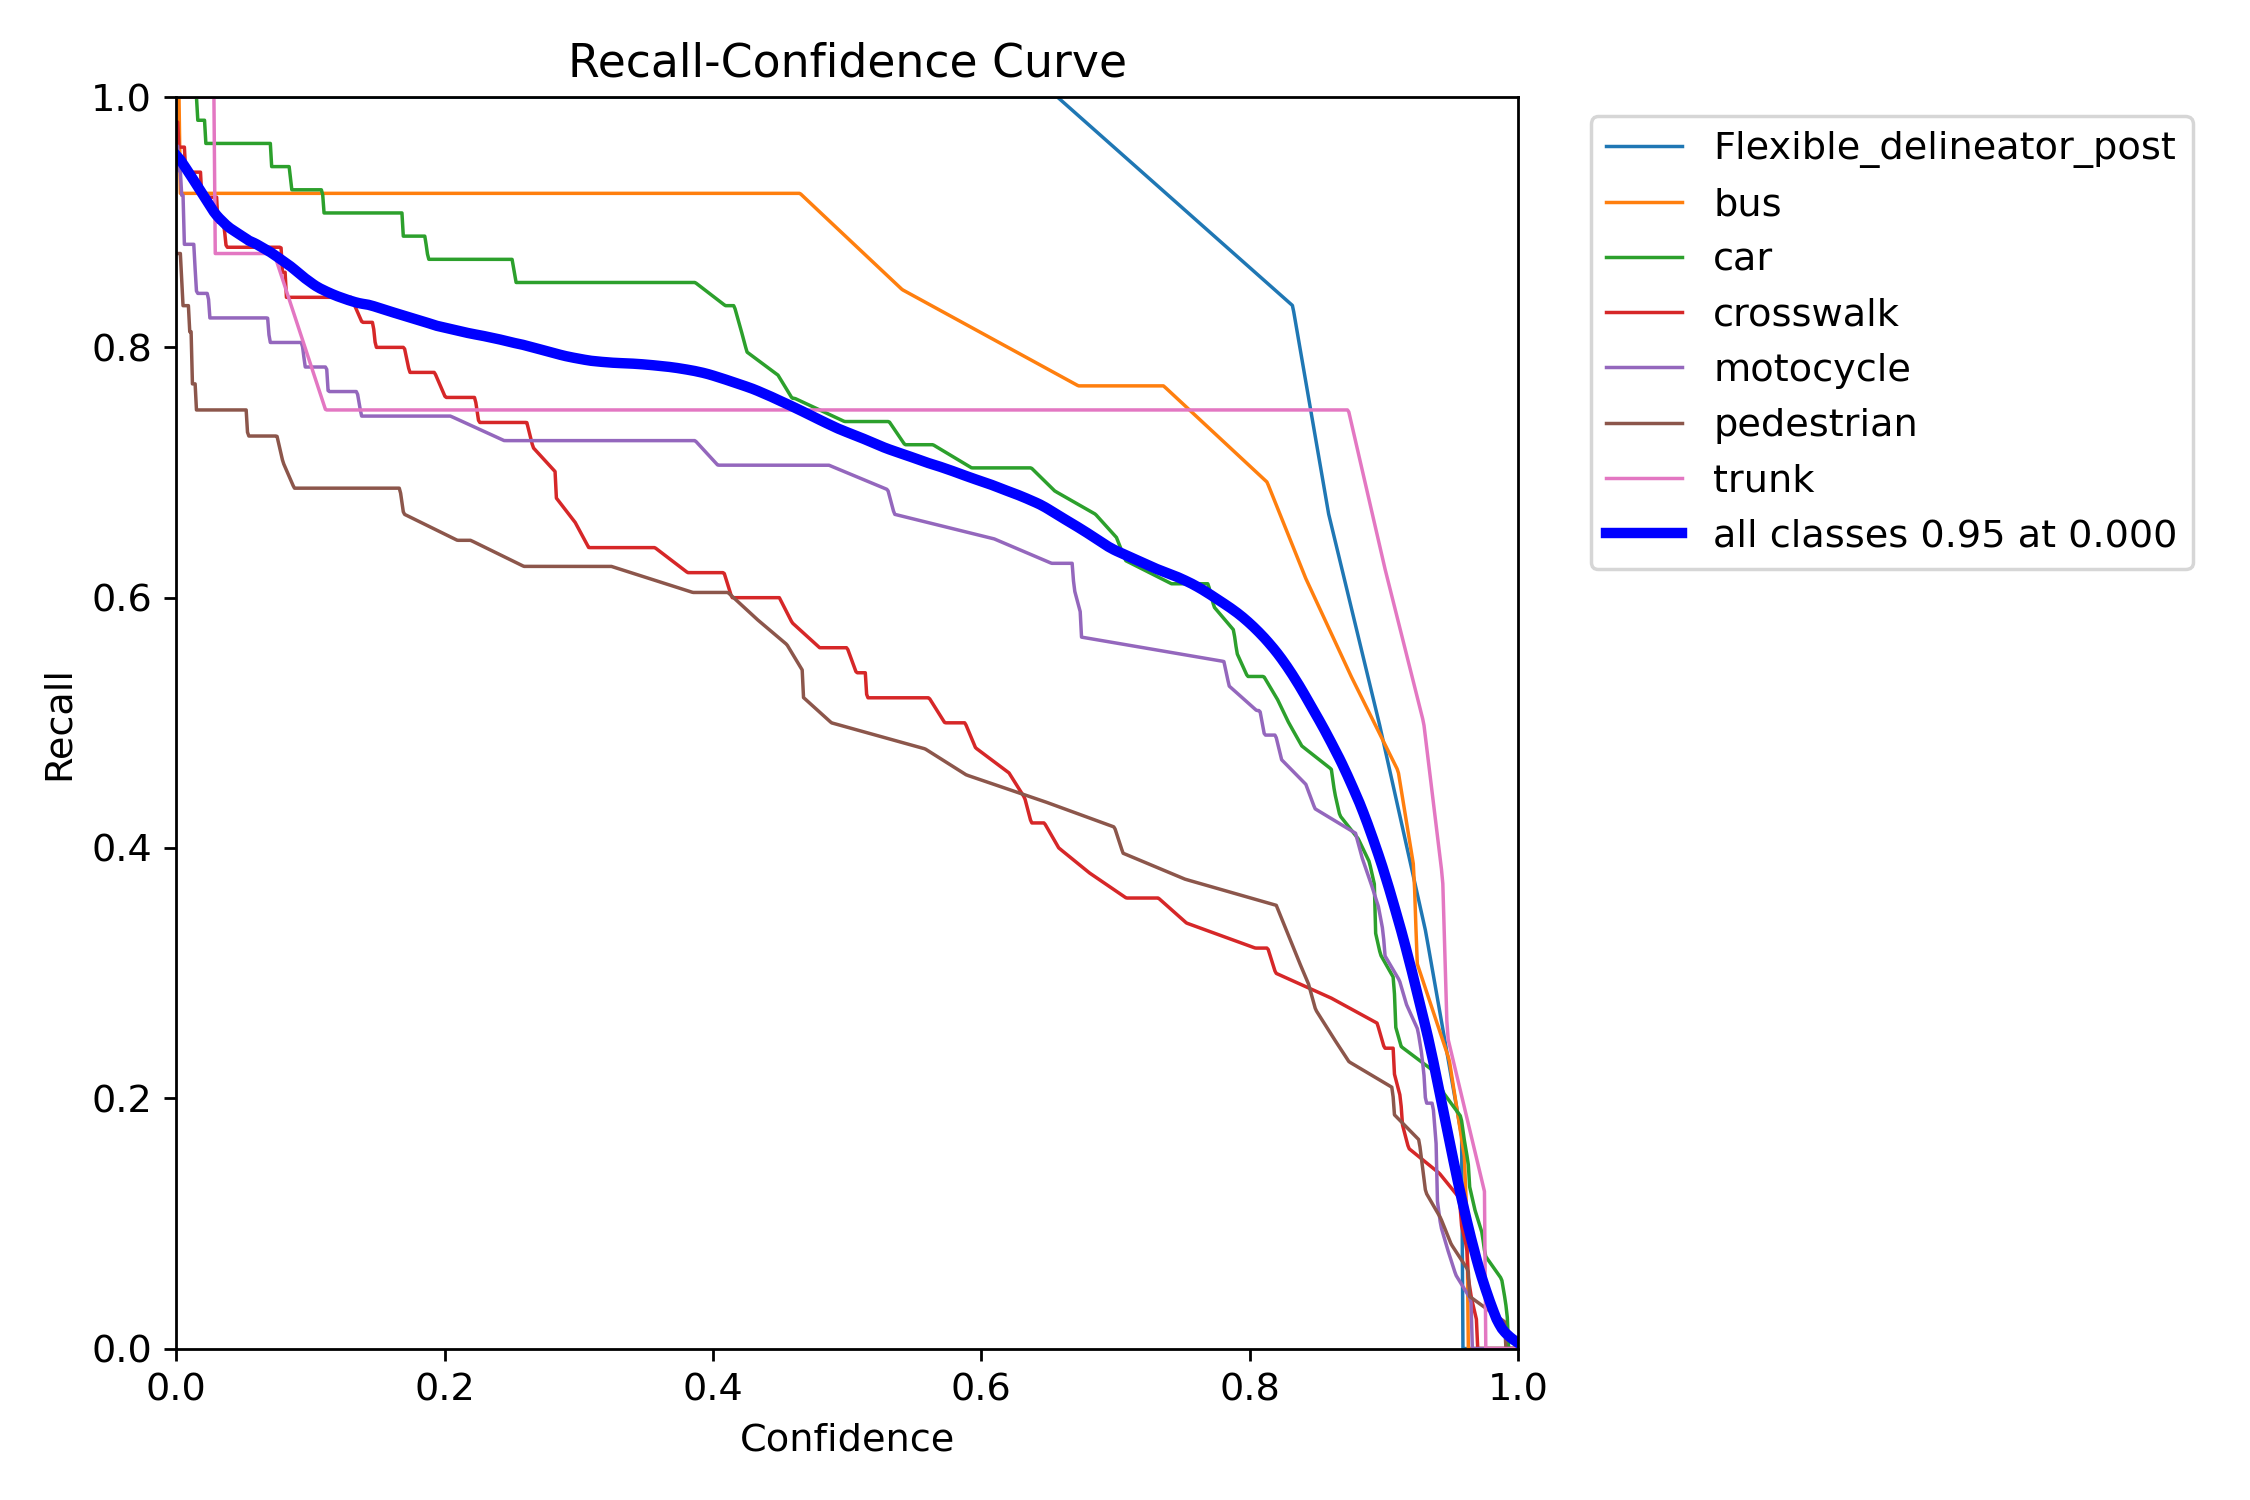 Recall-Confidence Curve
1.0
0.8
0.6
0.4
0.2
0.0
Recall
0.0 0.2 0.4 0.6 0.8 1.0
Confidence
Flexible_delineator_post
bus
car
crosswalk
motocycle
pedestrian
trunk
all classes 0.95 at 0.000